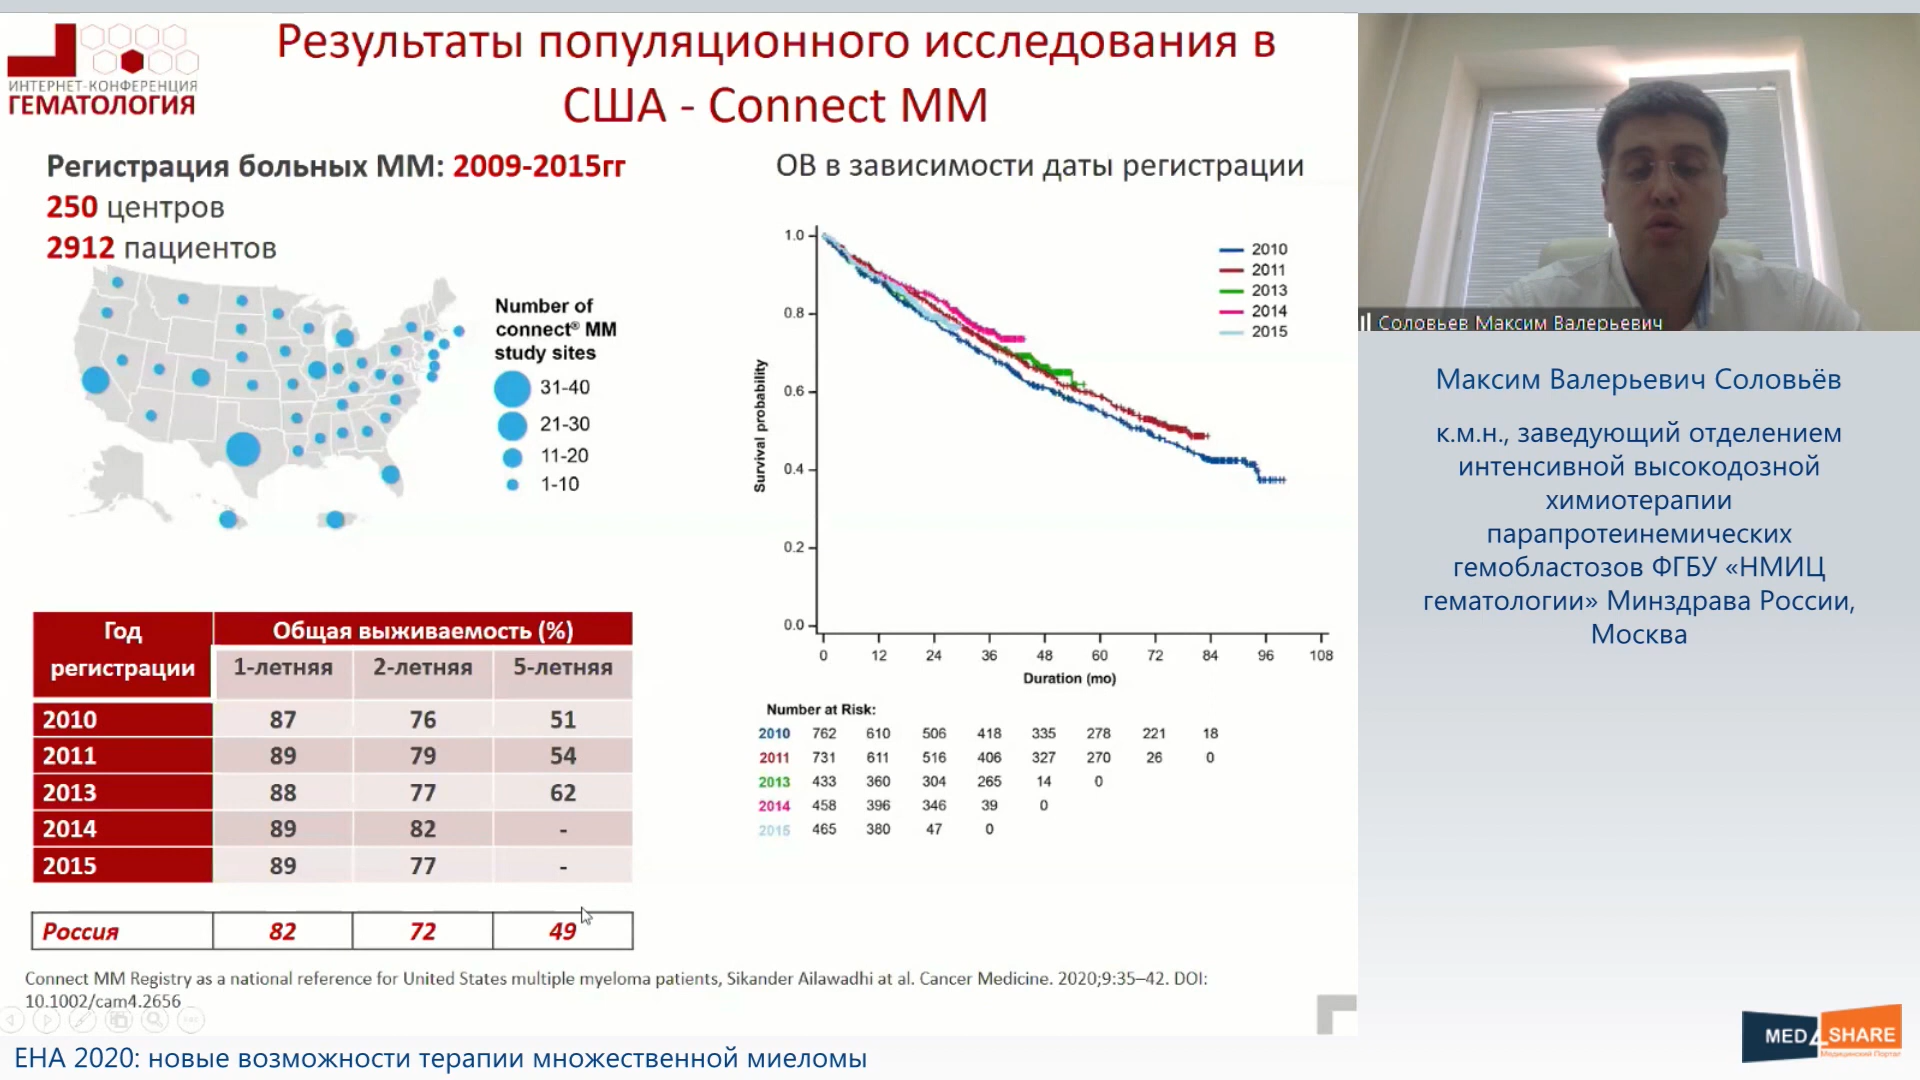 ИНТЕРНЕТ-КОНФЕРЕНЦИЯ
ГЕМАТОЛОГИЯ
Результаты популяционного исследования в
США - Connect MM
Регистрация больных ММ: 2009-2015гг
250 центров
2912 пациентов
Number of
connect® MM
study sites
31-40
21-30
11-20
1-10
Год регистрации	Общая выживаемость (%)
1-летняя	2-летняя	5-летняя
2010	87	76	51
2011	89	79	54
2013	88	77	62
2014	89	82	-
2015	89	77	-
Россия	82	72	49
ОВ в зависимости даты регистрации
Survival probability
1.0
0.8
0.6
0.4
0.2
0.0
2010
2011
2013
2014
2015
0 12 24 36 48 60 72 84 96 108
Duration (mo)
Number at Risk:
2010 762 610 506 418 335 278 221 18
2011 731 611 516 406 327 270 26 0
2013 433 360 304 265 14 0
2014 458 396 346 39 0
2015 465 380 47 0
Connect MM Registry as a national reference for United States multiple myeloma patients, Sikander Ailawadhi at al. Cancer Medicine. 2020;9:35–42. DOI:
10.1002/cam4.2656
Соловьев Максим Валерьевич
Максим Валерьевич Соловьёв
к.м.н., заведующий отделением
интенсивной высокодозной
химиотерапии
парапротеинемических
гемобластозов ФГБУ «НМИЦ
гематологии» Минздрава России,
Москва
MED4SHARE
Медицинский Портал
EHA 2020: новые возможности терапии множественной миеломы